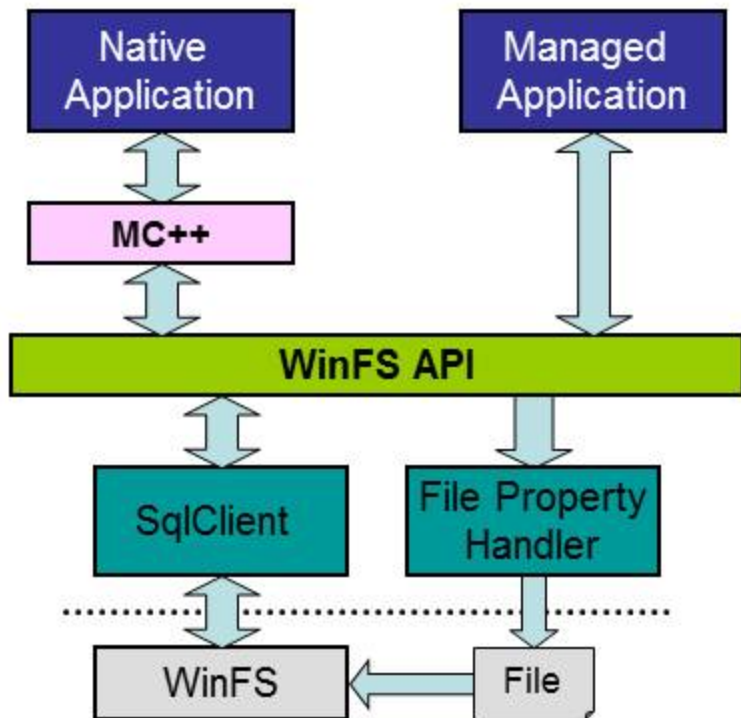 Native
Application
Managed
Application
MC++
WinFS API
SqlClient
File Property
Handler
WinFS
File